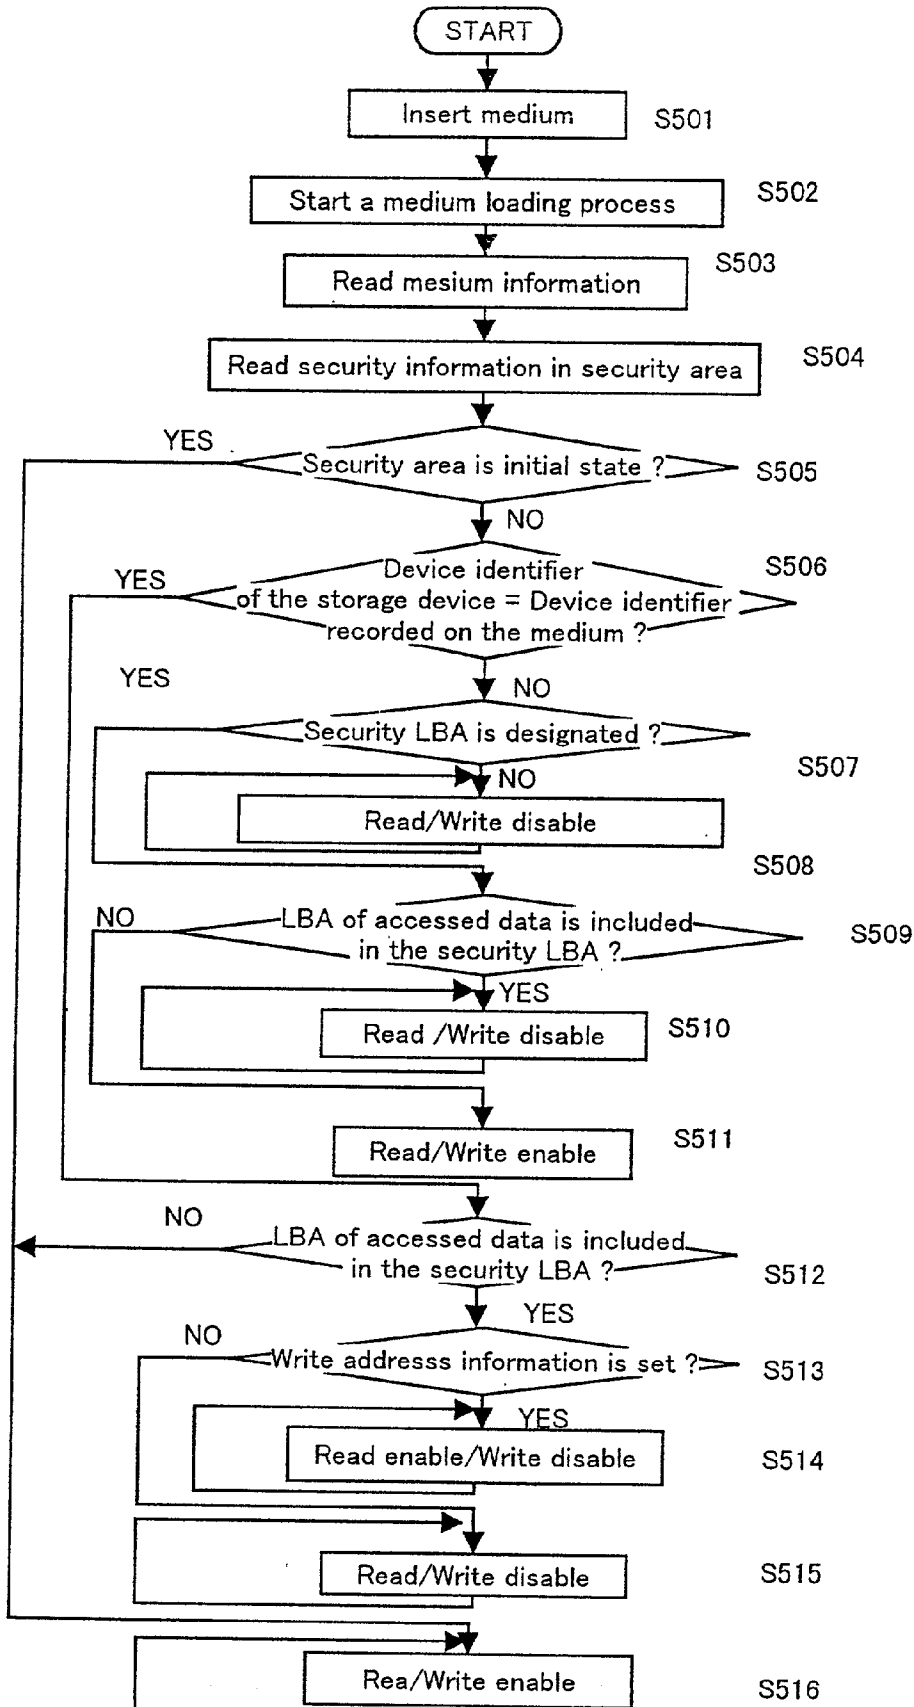 START
Insert medium
S501
Start a medium loading process
S502
Read mesium information
S503
Read security information in security area
S504
YES
Security area is initial state ?
S505
NO
YES
Device identifier
of the storage device = Device identifier
recorded on the medium ?
S506
YES
NO
Security LBA is designated ?
S507
NO
Read/Write disable
S508
NO
LBA of accessed data is included
in the security LBA ?
S509
YES
Read /Write disable
S510
Read/Write enable
S511
NO
LBA of accessed data is included
in the security LBA ?
S512
YES
NO
Write addresss information is set ?
S513
YES
Read enable/Write disable
S514
Read/Write disable
S515
Rea/Write enable
S516